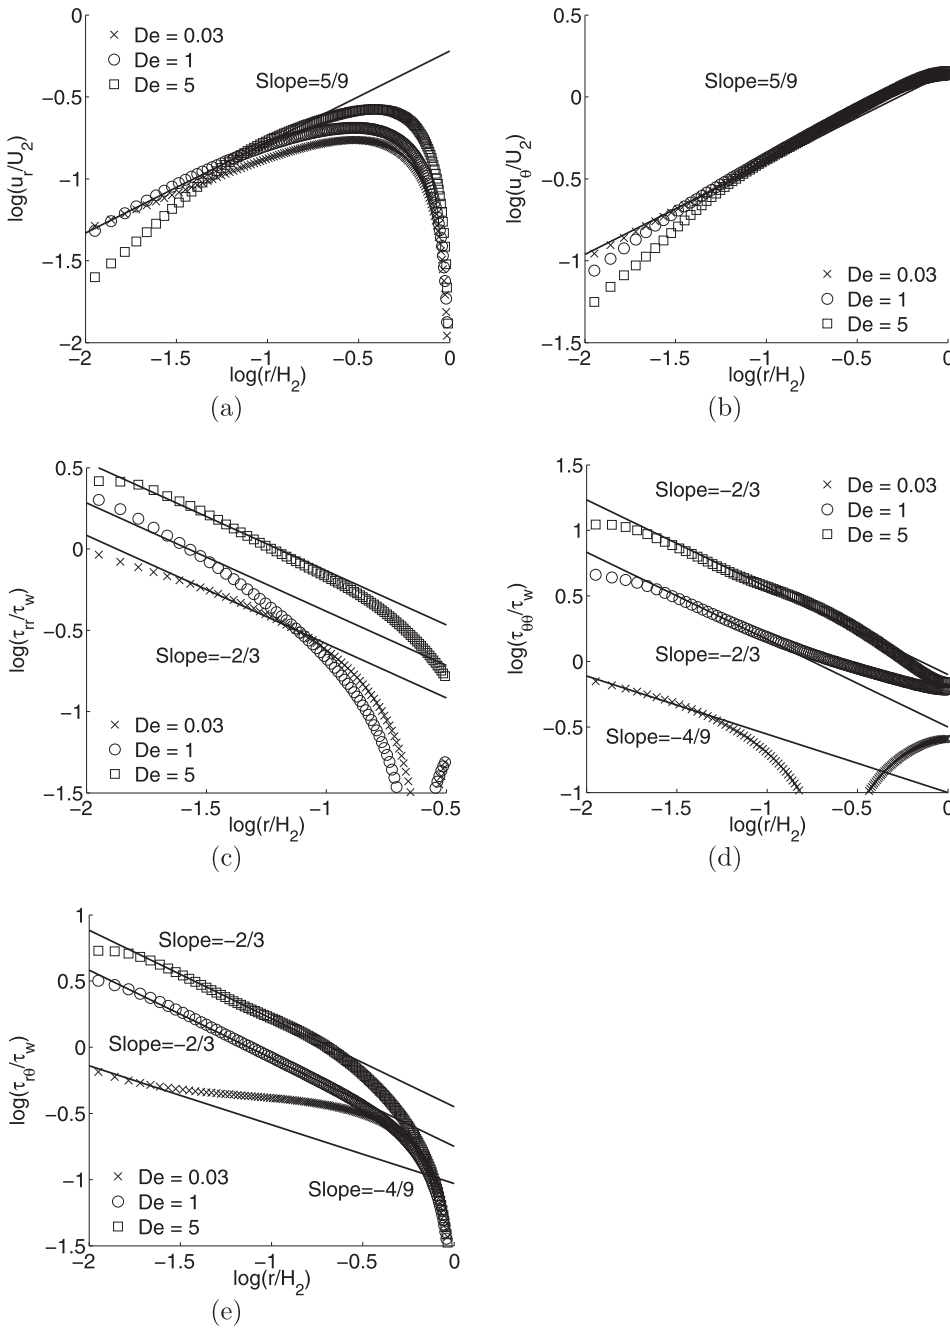 0
-0.5
-1
-1.5
-2
-2 -1.5 -1 -0.5 0
log(u_r/U_2)
log(r/H_2)
× De = 0.03
○ De = 1
□ De = 5
Slope=5/9
(a)
0.5
0
-0.5
-1
-1.5
-2 -1.5 -1 -0.5 0
log(u_θ/U_2)
log(r/H_2)
Slope=5/9
× De = 0.03
○ De = 1
□ De = 5
(b)
0.5
0
-0.5
-1
-1.5
-2 -1.5 -1 -0.5
log(τ_rr/τ_w)
log(r/H_2)
Slope=-2/3
× De = 0.03
○ De = 1
□ De = 5
(c)
1.5
1
0.5
0
-0.5
-1
-2 -1.5 -1 -0.5 0
log(τ_θθ/τ_w)
log(r/H_2)
Slope=-2/3
× De = 0.03
○ De = 1
□ De = 5
Slope=-2/3
Slope=-4/9
(d)
1
0.5
0
-0.5
-1
-1.5
-2 -1.5 -1 -0.5 0
log(τ_rθ/τ_w)
log(r/H_2)
Slope=-2/3
Slope=-2/3
Slope=-4/9
× De = 0.03
○ De = 1
□ De = 5
(e)